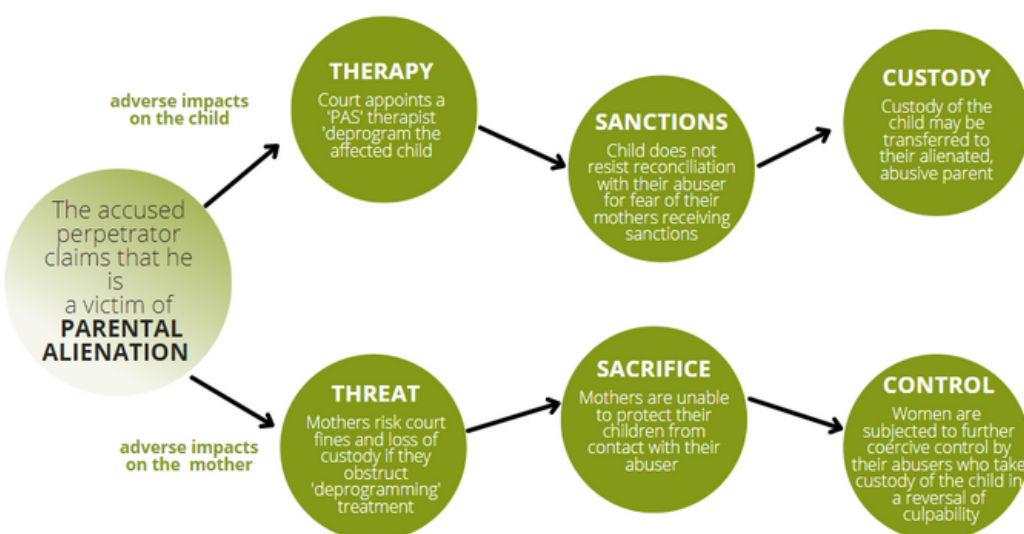 The accused
perpetrator
claims that he
is
a victim of
PARENTAL
ALIENATION
adverse impacts
on the child
THERAPY
Court appoints a
'PAS' therapist
'deprogram the
affected child
SANCTIONS
Child does not
resist reconciliation
with their abuser
for fear of their
mothers receiving
sanctions
CUSTODY
Custody of the
child may be
transferred to
their alienated,
abusive parent
adverse impacts
on the mother
THREAT
Mothers risk court
fines and loss of
custody if they
obstruct
'deprogramming'
treatment
SACRIFICE
Mothers are unable
to protect their
children from
contact with their
abuser
CONTROL
Women are
subjected to further
coercive control by
their abusers who take
custody of the child in
a reversal of
culpability